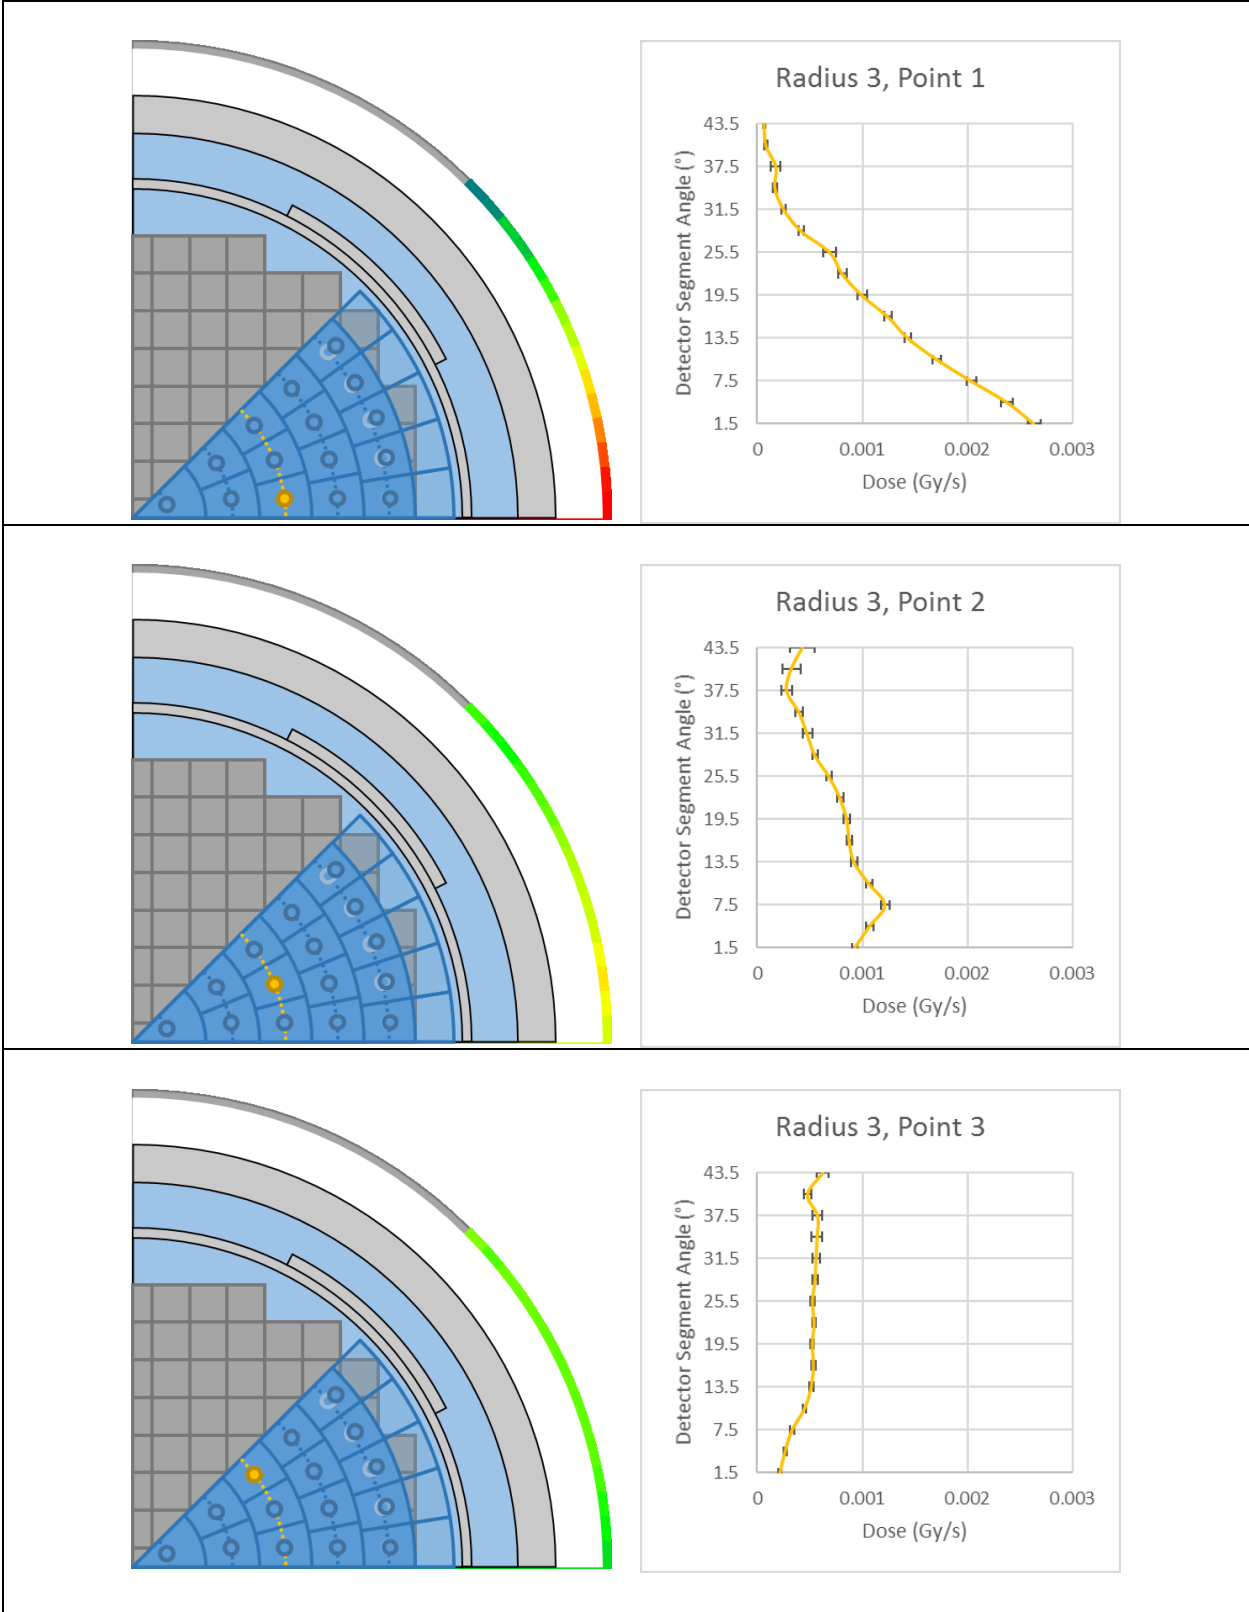 Radius 3, Point 1
Detector Segment Angle (°)
43.5
37.5
31.5
25.5
19.5
13.5
7.5
1.5
0 0.001 0.002 0.003
Dose (Gy/s)
Radius 3, Point 2
Detector Segment Angle (°)
43.5
37.5
31.5
25.5
19.5
13.5
7.5
1.5
0 0.001 0.002 0.003
Dose (Gy/s)
Radius 3, Point 3
Detector Segment Angle (°)
43.5
37.5
31.5
25.5
19.5
13.5
7.5
1.5
0 0.001 0.002 0.003
Dose (Gy/s)